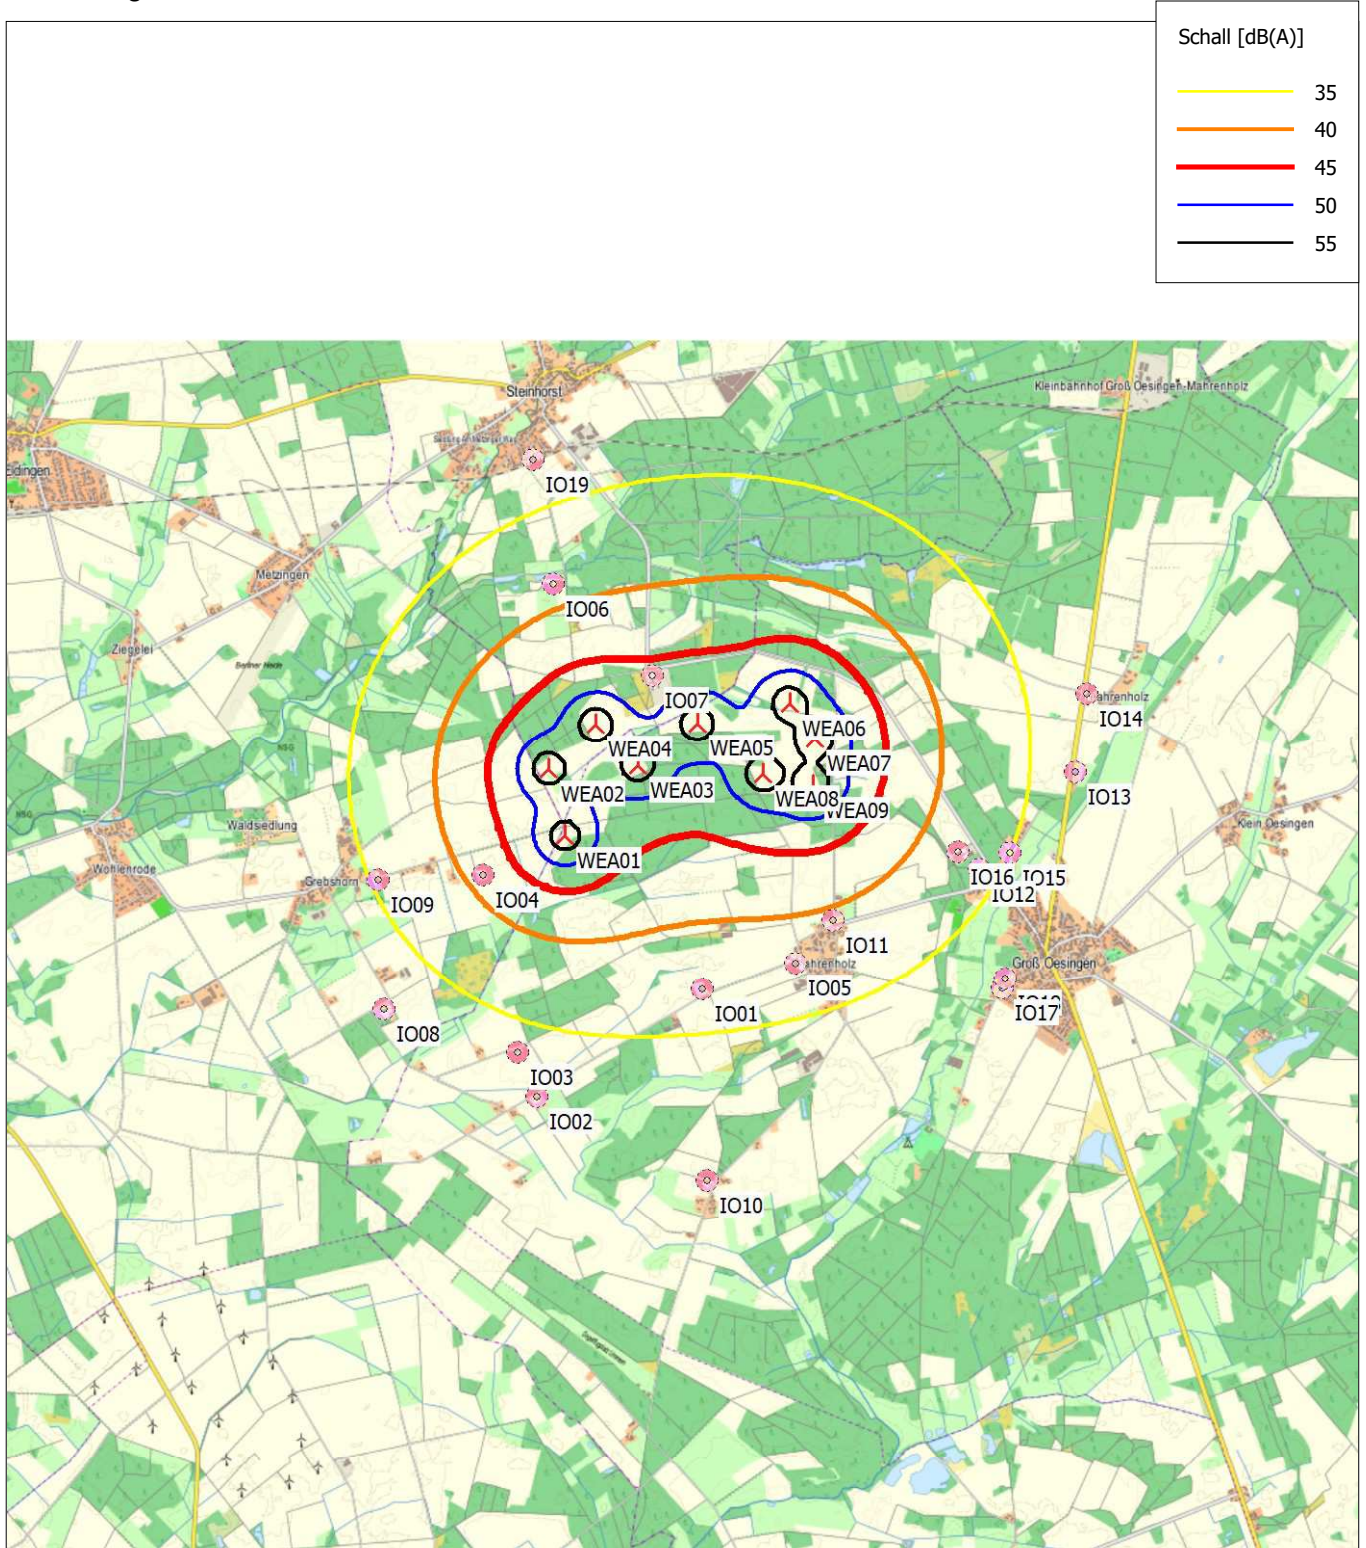 Schall [dB(A)]
35
40
45
50
55
Steinhorst
Kleinbahnhof Groß Oesingen-Mahrenholz
Eldingen
IO19
Metzingen
IO06
Ziegelei
IO07
IO14
WEA04
WEA05
WEA06
WEA02
WEA03
WEA07
WEA08
WEA09
IO13
Waldsiedlung
Klein Oesingen
WEA01
Wohlenrode
Grebshorn
IO04
IO09
IO16
IO15
IO12
IO11
Groß Oesingen
IO05
IO01
IO17
IO08
IO03
IO02
IO10
NSG
NSG